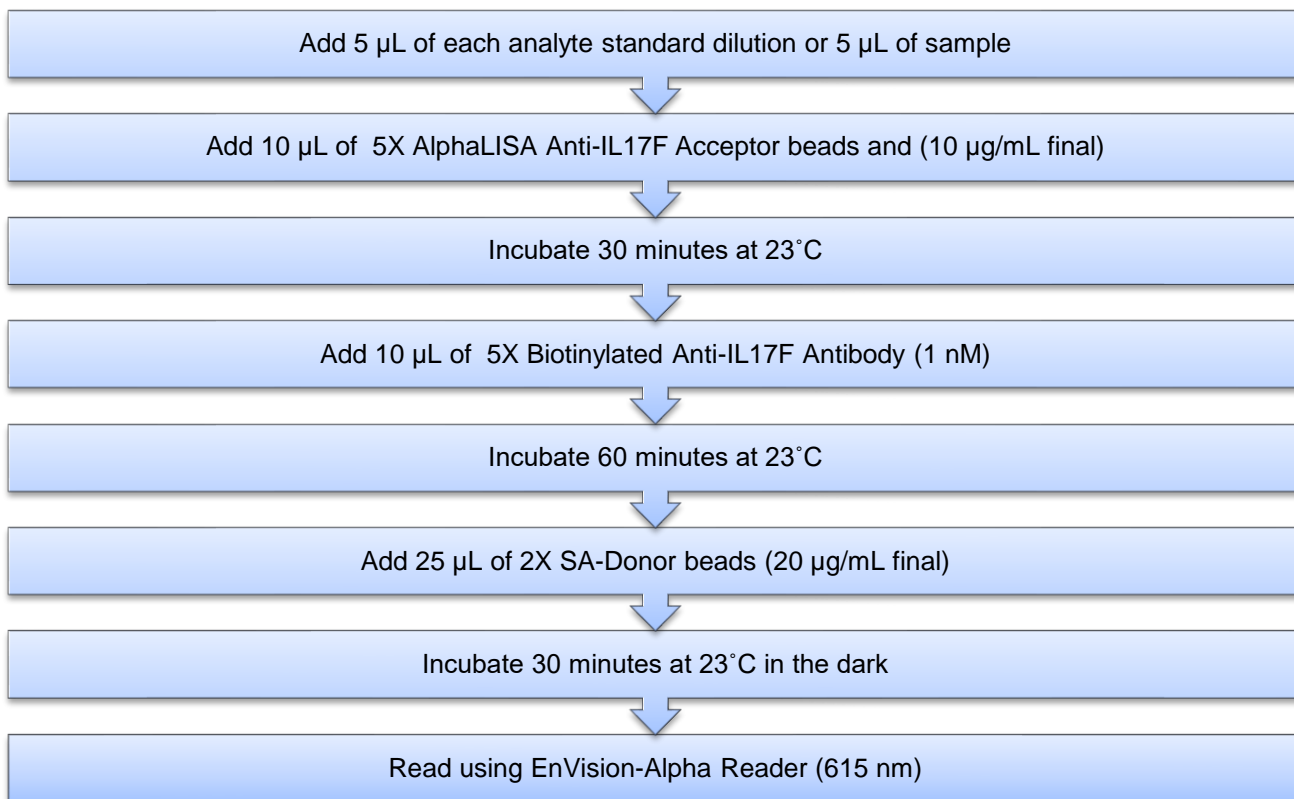 Add 5 µL of each analyte standard dilution or 5 µL of sample
Add 10 µL of  5X AlphaLISA Anti-IL17F Acceptor beads and (10 µg/mL final)
Incubate 30 minutes at 23˚C
Add 10 µL of  5X Biotinylated Anti-IL17F Antibody (1 nM)
Incubate 60 minutes at 23˚C
Add 25 µL of 2X SA-Donor beads (20 µg/mL final)
Incubate 30 minutes at 23˚C in the dark
Read using EnVision-Alpha Reader (615 nm)